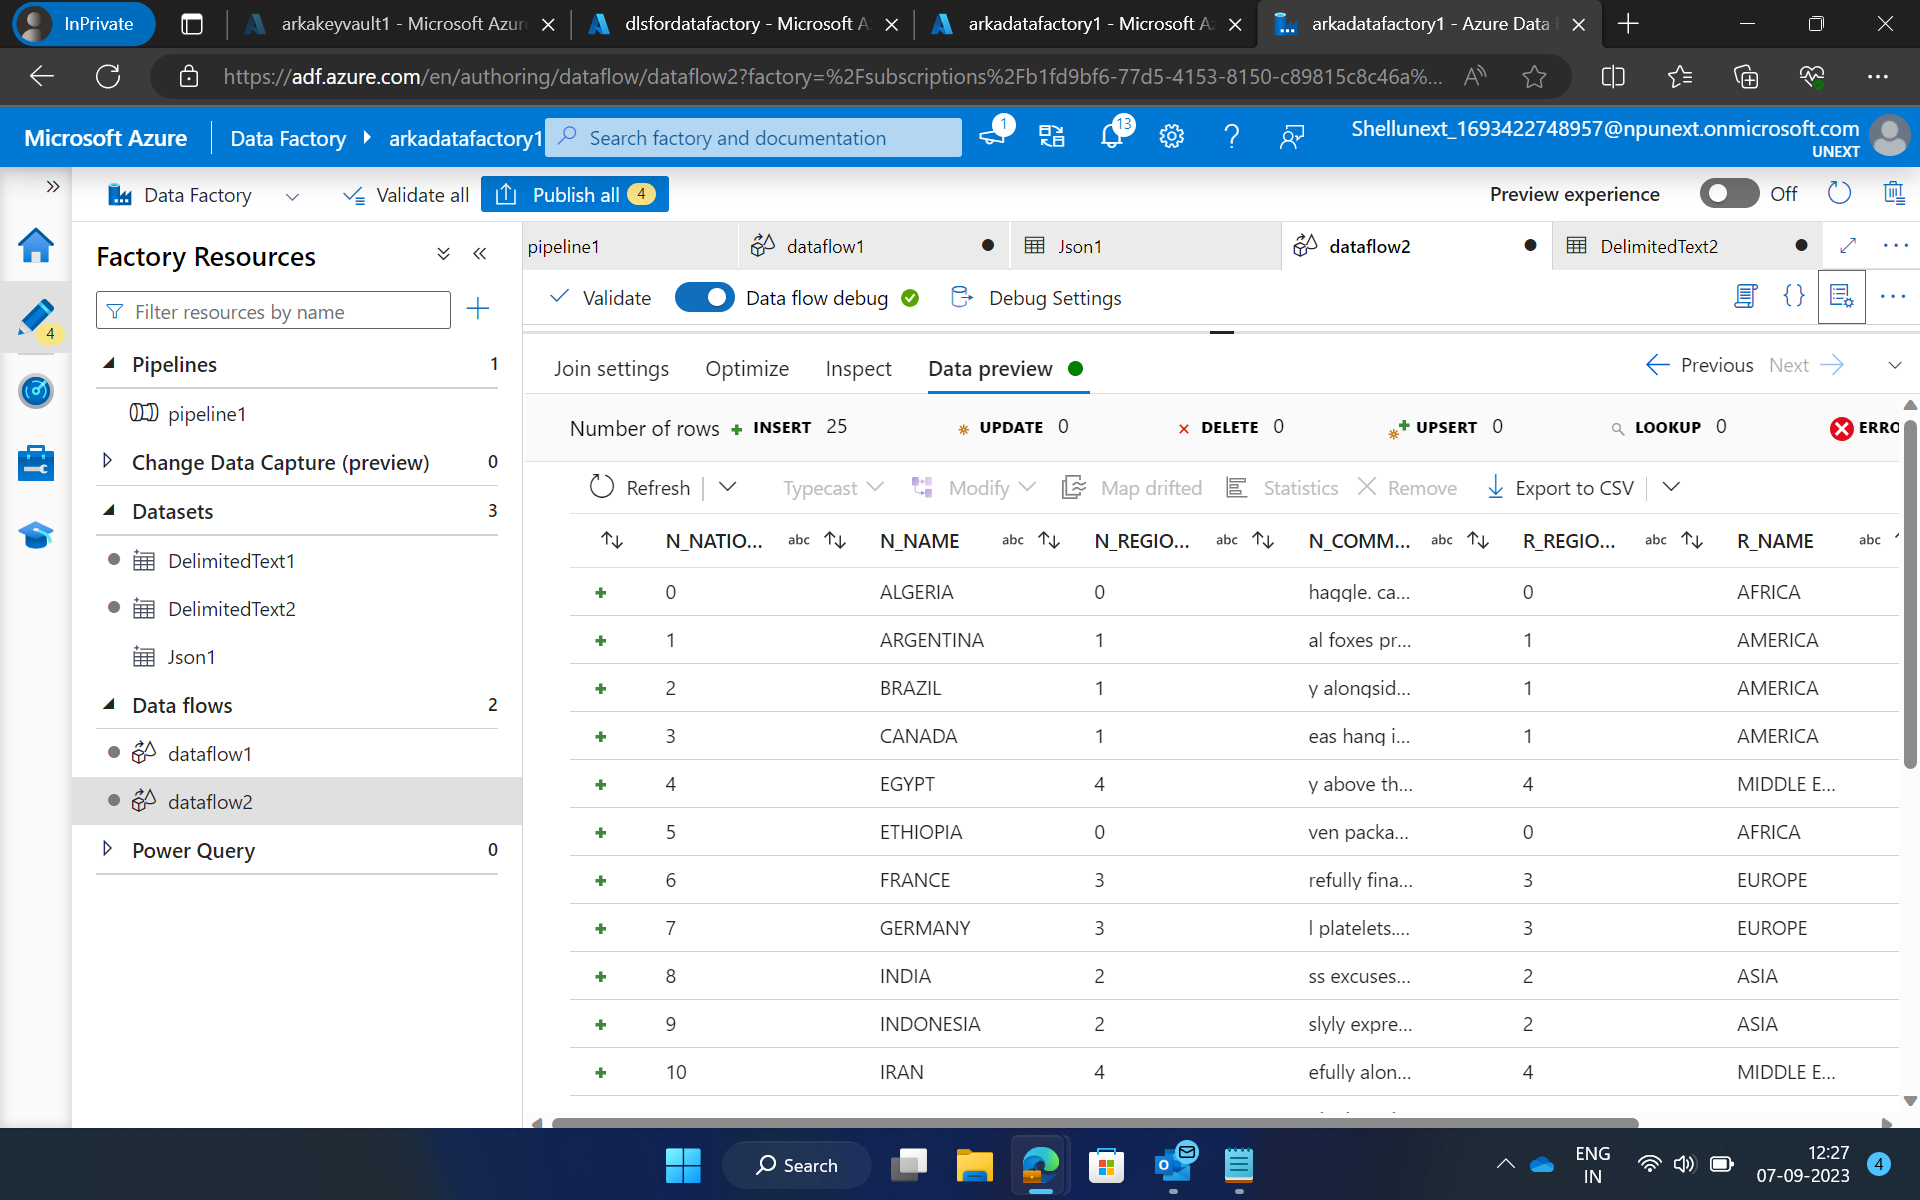 InPrivate
arkakeyvault1 - Microsoft Azur
dlsfordatafactory - Microsoft A
arkadatafactory1 - Microsoft Az
arkadatafactory1 - Azure Data
https://adf.azure.com/en/authoring/dataflow/dataflow2?factory=%2Fsubscriptions%2Fb1fd9bf6-77d5-4153-8150-c89815c8c46a%...
Microsoft Azure
Data Factory
arkadatafactory1
Search factory and documentation
1
13
Shellunext_1693422748957@npunext.onmicrosoft.com
UNEXT
Data Factory
Validate all
Publish all 4
Preview experience
Off
4
Factory Resources
Filter resources by name
Pipelines 1
pipeline1
Change Data Capture (preview) 0
Datasets 3
DelimitedText1
DelimitedText2
Json1
Data flows 2
dataflow1
dataflow2
Power Query 0
pipeline1
dataflow1
Json1
dataflow2
DelimitedText2
Validate
Data flow debug
Debug Settings
Join settings
Optimize
Inspect
Data preview
Previous
Next
Number of rows
INSERT 25
UPDATE 0
DELETE 0
UPSERT 0
LOOKUP 0
ERRO
Refresh
Typecast
Modify
Map drifted
Statistics
Remove
Export to CSV
N_NATIO... abc N_NAME abc N_REGIO... abc N_COMM... abc R_REGIO... abc R_NAME abc
0 ALGERIA 0 haggle. ca... 0 AFRICA
1 ARGENTINA 1 al foxes pr... 1 AMERICA
2 BRAZIL 1 y alongsid... 1 AMERICA
3 CANADA 1 eas hang i... 1 AMERICA
4 EGYPT 4 y above th... 4 MIDDLE E...
5 ETHIOPIA 0 ven packa... 0 AFRICA
6 FRANCE 3 refully fina... 3 EUROPE
7 GERMANY 3 l platelets.... 3 EUROPE
8 INDIA 2 ss excuses... 2 ASIA
9 INDONESIA 2 slyly expre... 2 ASIA
10 IRAN 4 efully alon... 4 MIDDLE E...
Search
ENG
IN
12:27
07-09-2023
4